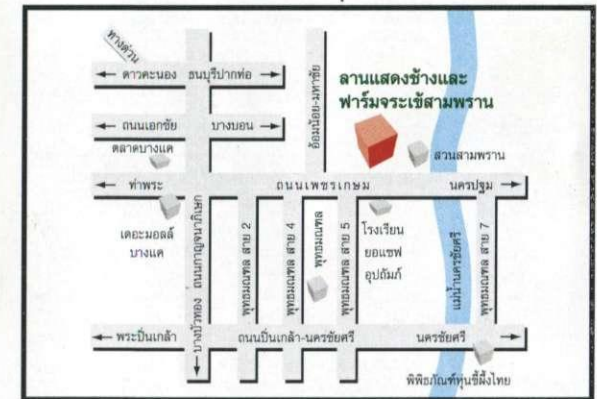 ทางด่วน
ดาวคะนอง ธนบุรีปากท่อ
ถนนเอกชัย บางบอน
ตลาดบางแค
อ้อมน้อย-มหาชัย
ลานแสดงช้างและ
ฟาร์มจระเข้สามพราน
สวนสามพราน
ท่าพระ ถนนเพชรเกษม นครปฐม
เดอะมอลล์
บางแค
บางบัวทอง ถนนกาญจนาภิเษก
พุทธมณฑล สาย 2
พุทธมณฑล สาย 4
พุทธมณฑล
พุทธมณฑล สาย 5
โรงเรียน
ยอแซฟ
อุปถัมภ์
แม่น้ำนครชัยศรี
พุทธมณฑล สาย 7
พระปิ่นเกล้า ถนนปิ่นเกล้า-นครชัยศรี นครชัยศรี
พิพิธภัณฑ์หุ่นขี้ผึ้งไทย